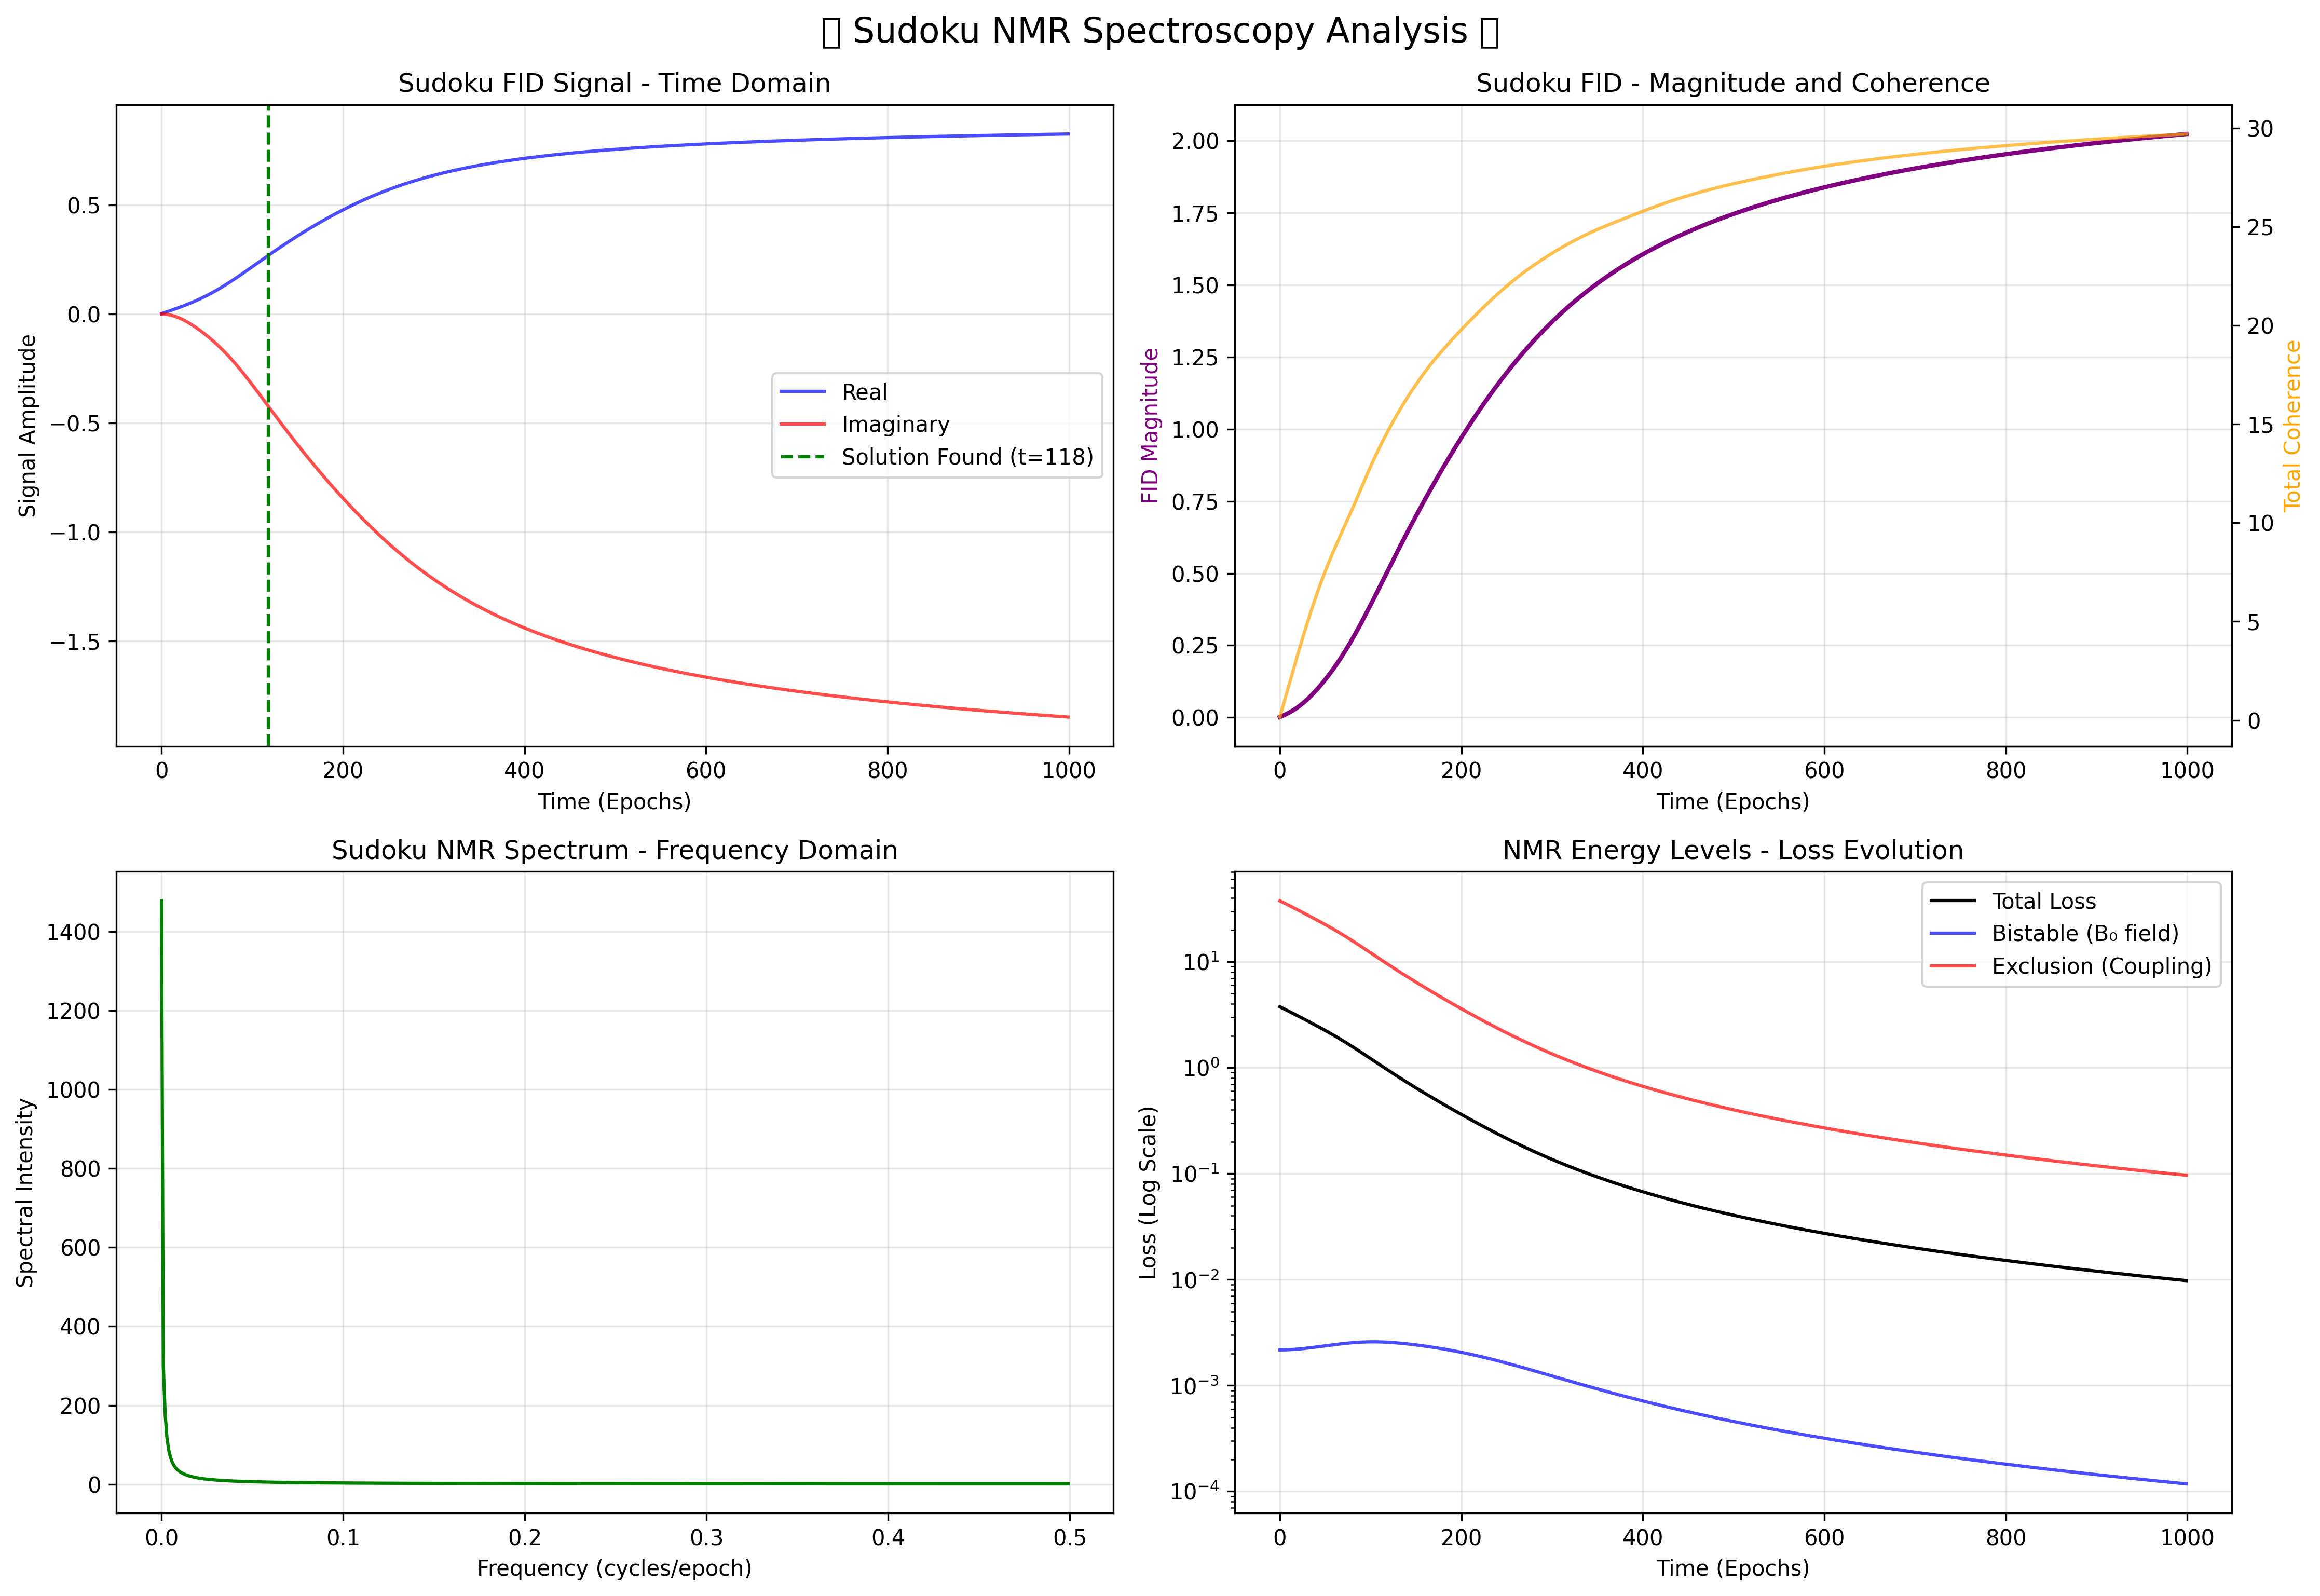 Sudoku NMR Spectroscopy Analysis
Sudoku FID Signal - Time Domain
Signal Amplitude
0.5
0.0
−0.5
−1.0
−1.5
Real
Imaginary
Solution Found (t=118)
0 200 400 600 800 1000
Time (Epochs)
Sudoku FID - Magnitude and Coherence
FID Magnitude
2.00
1.75
1.50
1.25
1.00
0.75
0.50
0.25
0.00
30
25
20
15
10
5
0
Total Coherence
0 200 400 600 800 1000
Time (Epochs)
Sudoku NMR Spectrum - Frequency Domain
Spectral Intensity
1400
1200
1000
800
600
400
200
0
0.0 0.1 0.2 0.3 0.4 0.5
Frequency (cycles/epoch)
NMR Energy Levels - Loss Evolution
Loss (Log Scale)
10¹
10⁰
10⁻¹
10⁻²
10⁻³
10⁻⁴
Total Loss
Bistable (B₀ field)
Exclusion (Coupling)
0 200 400 600 800 1000
Time (Epochs)